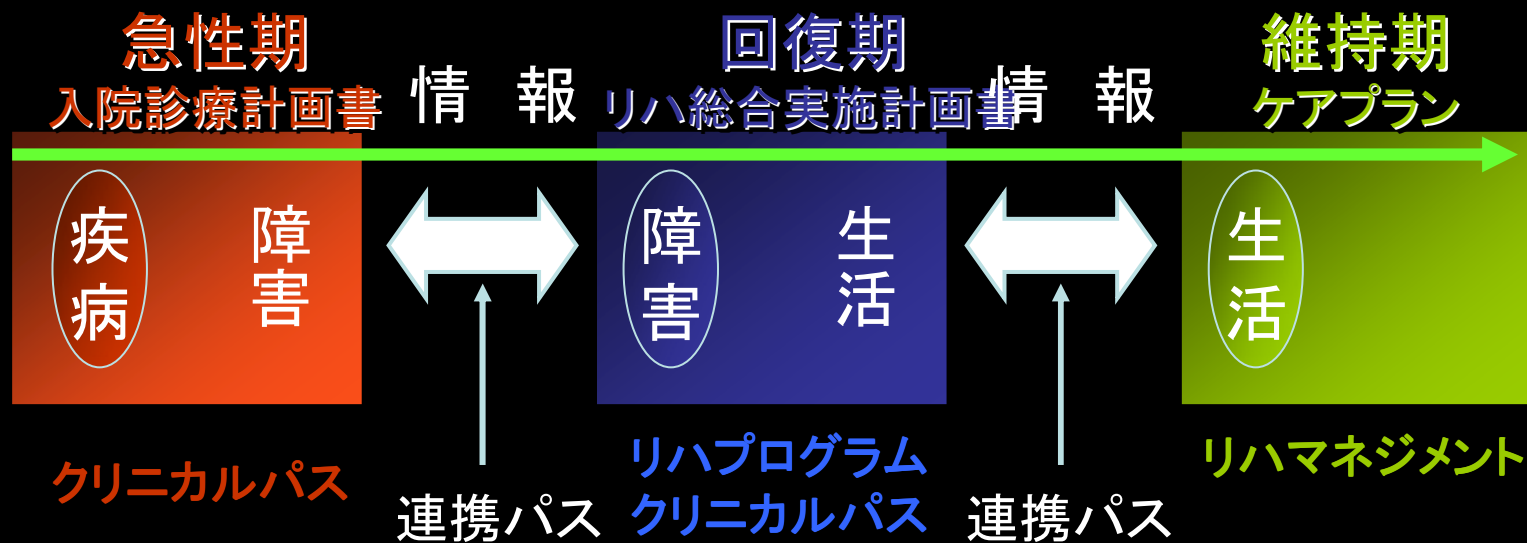 急性期
入院診療計画書
情 報
回復期
リハ総合実施計画書
情 報
維持期
ケアプラン
疾病
障害
障害
生活
生活
クリニカルパス
連携パス
リハプログラム
クリニカルパス
連携パス
リハマネジメント